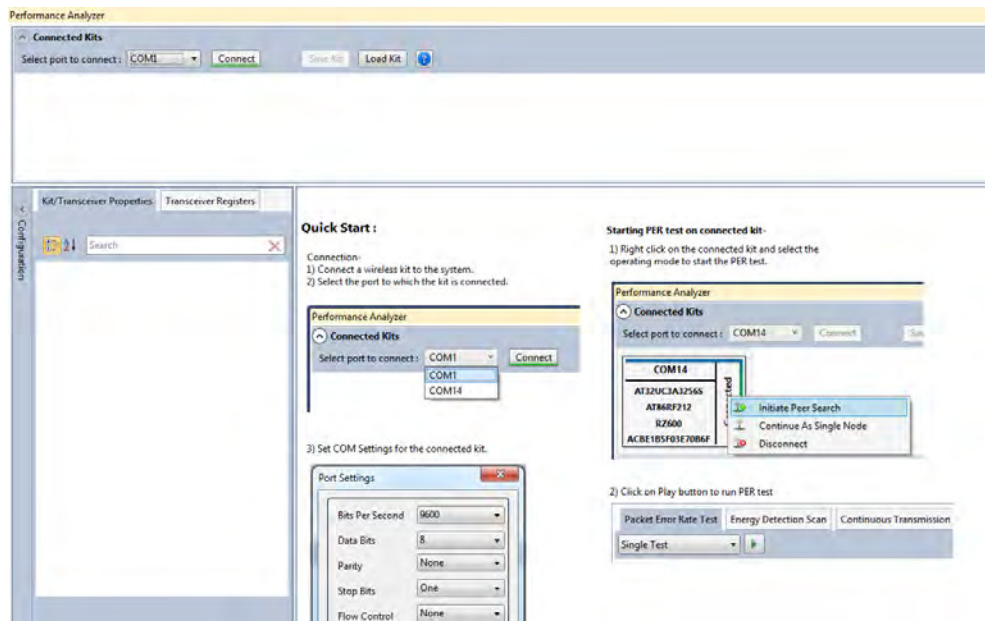 Performance Analyzer
Connected Kits
Select port to connect : COM1 Connect Save Kit Load Kit ?
Configuration
Kit/Transceiver Properties Transceiver Registers
Search
Quick Start :
Connection-
1) Connect a wireless kit to the system.
2) Select the port to which the kit is connected.
Performance Analyzer
Connected Kits
Select port to connect : COM1 Connect
COM1
COM14
3) Set COM Settings for the connected kit.
Port Settings
Bits Per Second 9600
Data Bits 8
Parity None
Stop Bits One
Flow Control None
Starting PER test on connected kit-
1) Right click on the connected kit and select the
operating mode to start the PER test.
Performance Analyzer
Connected Kits
Select port to connect : COM14 Connect
COM14
AT32UC3A3256S
AT86RF212
RZ600
ACBE1B5F03E70B6F
Initiate Peer Search
Continue As Single Node
Disconnect
2) Click on Play button to run PER test
Packet Error Rate Test Energy Detection Scan Continuous Transmission
Single Test